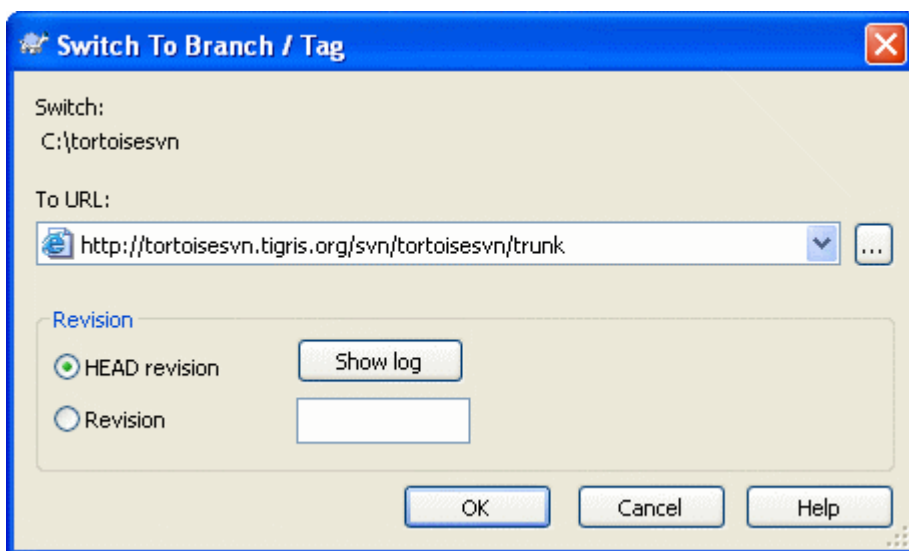 Switch To Branch / Tag
Switch:
C:\tortoisesvn
To URL:
http://tortoisesvn.tigris.org/svn/tortoisesvn/trunk
...
Revision
HEAD revision
Show log
Revision
OK
Cancel
Help